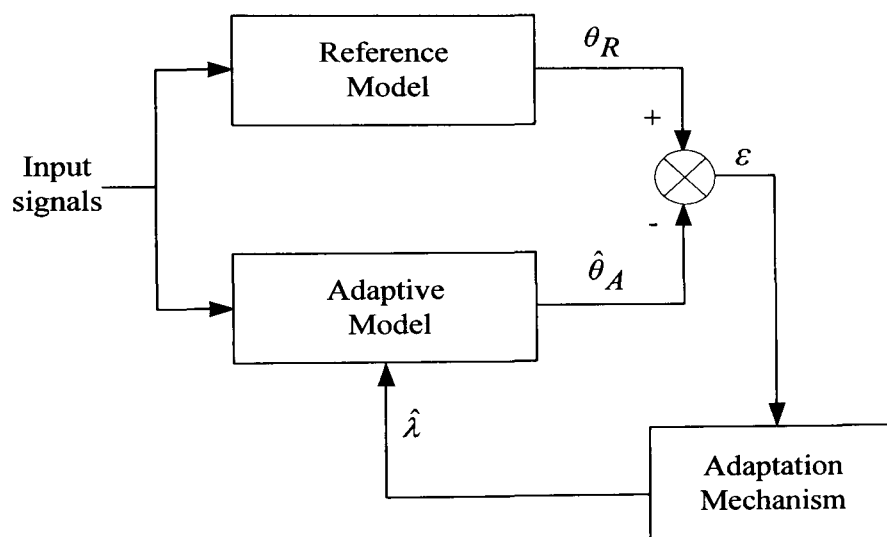 Reference
Model
θ_R
+
Input
signals
ε
-
Adaptive
Model
θ̂_A
λ̂
Adaptation
Mechanism